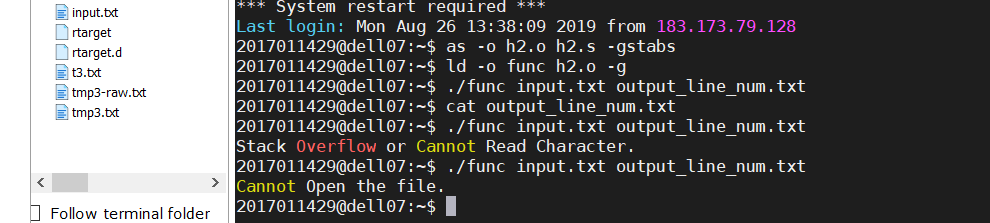 input.txt
rtarget
rtarget.d
t3.txt
tmp3-raw.txt
tmp3.txt
Follow terminal folder
*** System restart required ***
Last login: Mon Aug 26 13:38:09 2019 from 183.173.79.128
2017011429@dell07:~$ as -o h2.o h2.s -gstabs
2017011429@dell07:~$ ld -o func h2.o -g
2017011429@dell07:~$ ./func input.txt output_line_num.txt
2017011429@dell07:~$ cat output_line_num.txt
2017011429@dell07:~$ ./func input.txt output_line_num.txt
Stack Overflow or Cannot Read Character.
2017011429@dell07:~$ ./func input.txt output_line_num.txt
Cannot Open the file.
2017011429@dell07:~$